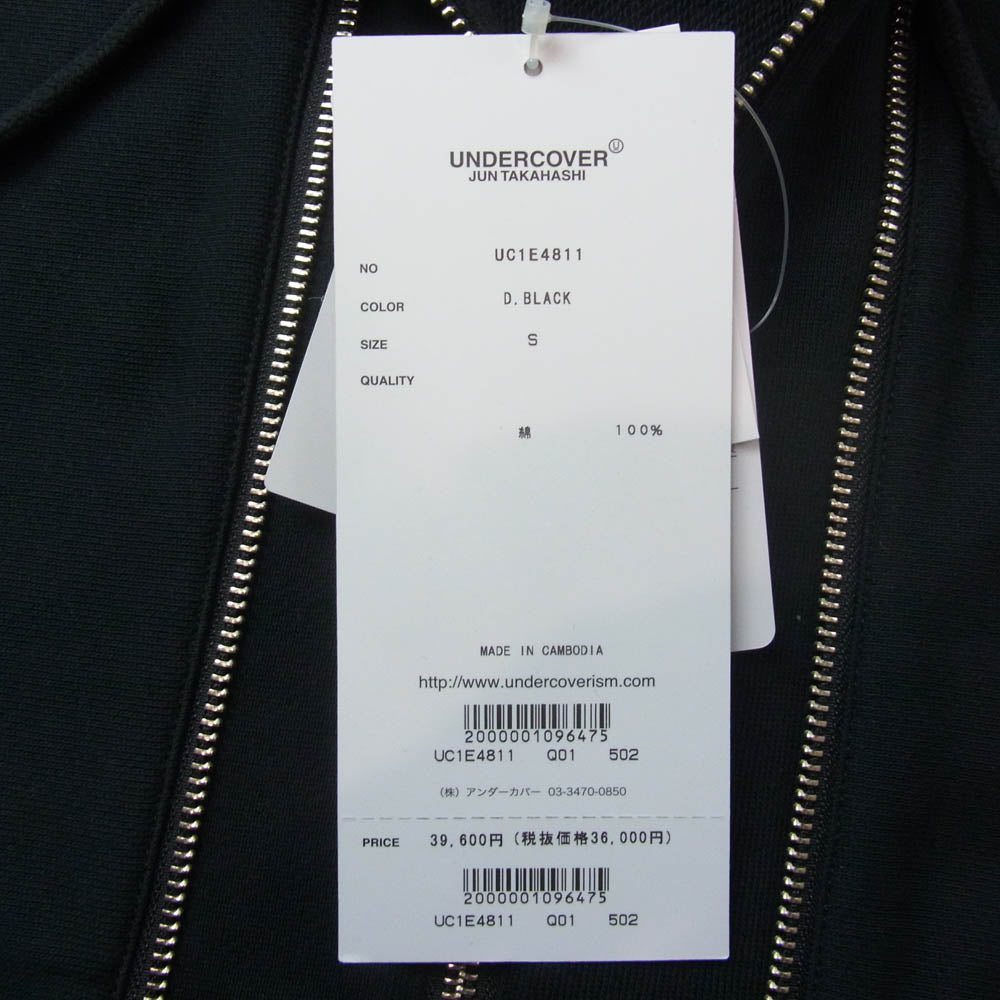 UNDERCOVER Ⓤ
JUN TAKAHASHI
NO UC1E4811
COLOR D.BLACK
SIZE S
QUALITY
綿 100%
MADE IN CAMBODIA
http://www.undercoverism.com
2000001096475
UC1E4811 Q01 502
(株) アンダーカバー 03-3470-0850
PRICE 39,600円(税抜価格36,000円)
2000001096475
UC1E4811 Q01 502